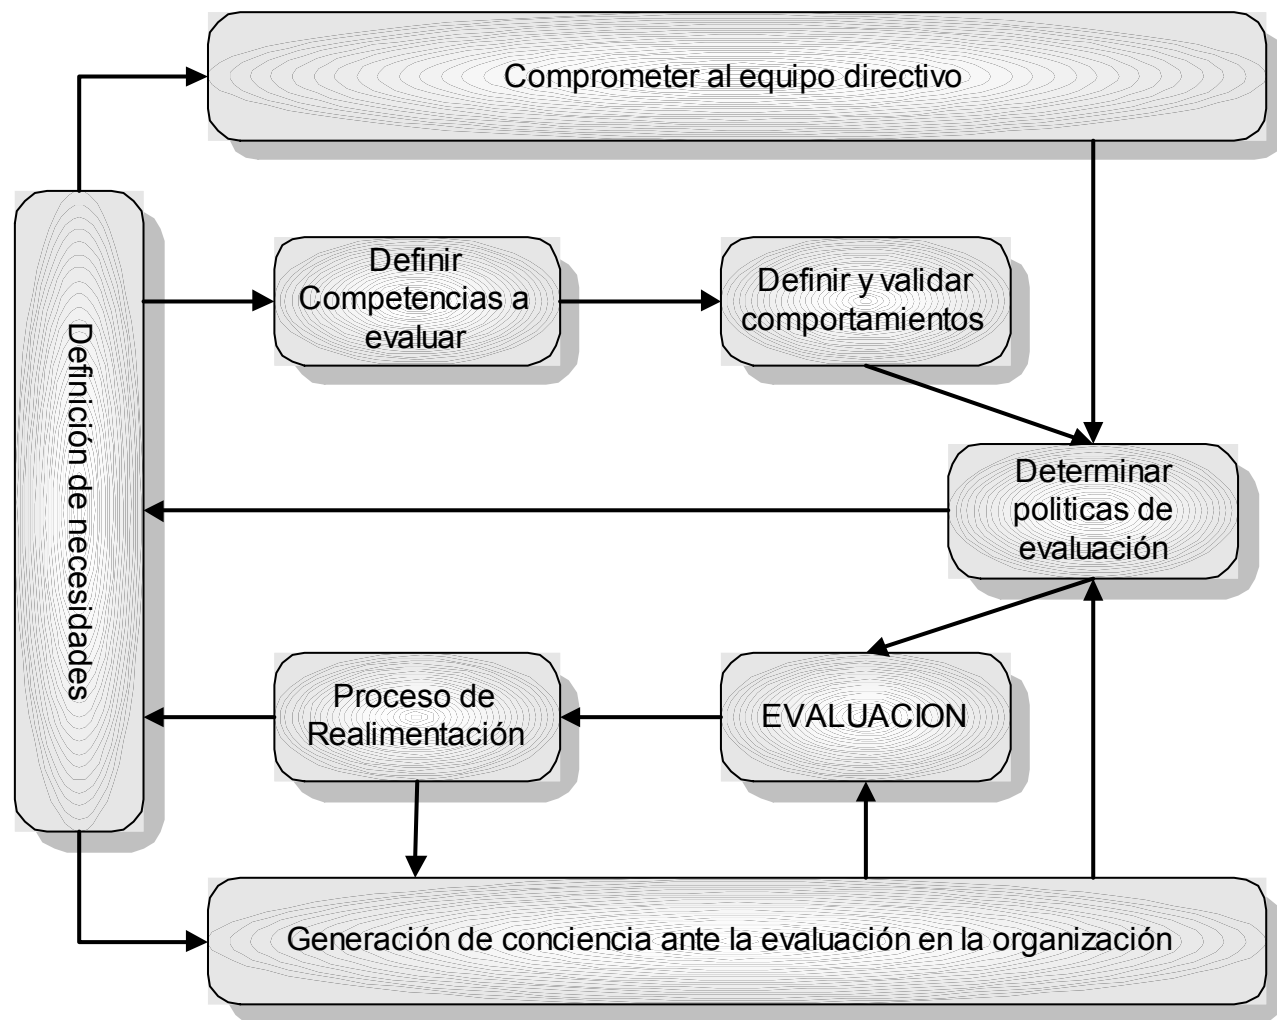 Comprometer al equipo directivo
Definición de necesidades
Definir
Competencias a
evaluar
Definir y validar
comportamientos
Determinar
politicas de
evaluación
Proceso de
Realimentación
EVALUACION
Generación de conciencia ante la evaluación en la organización